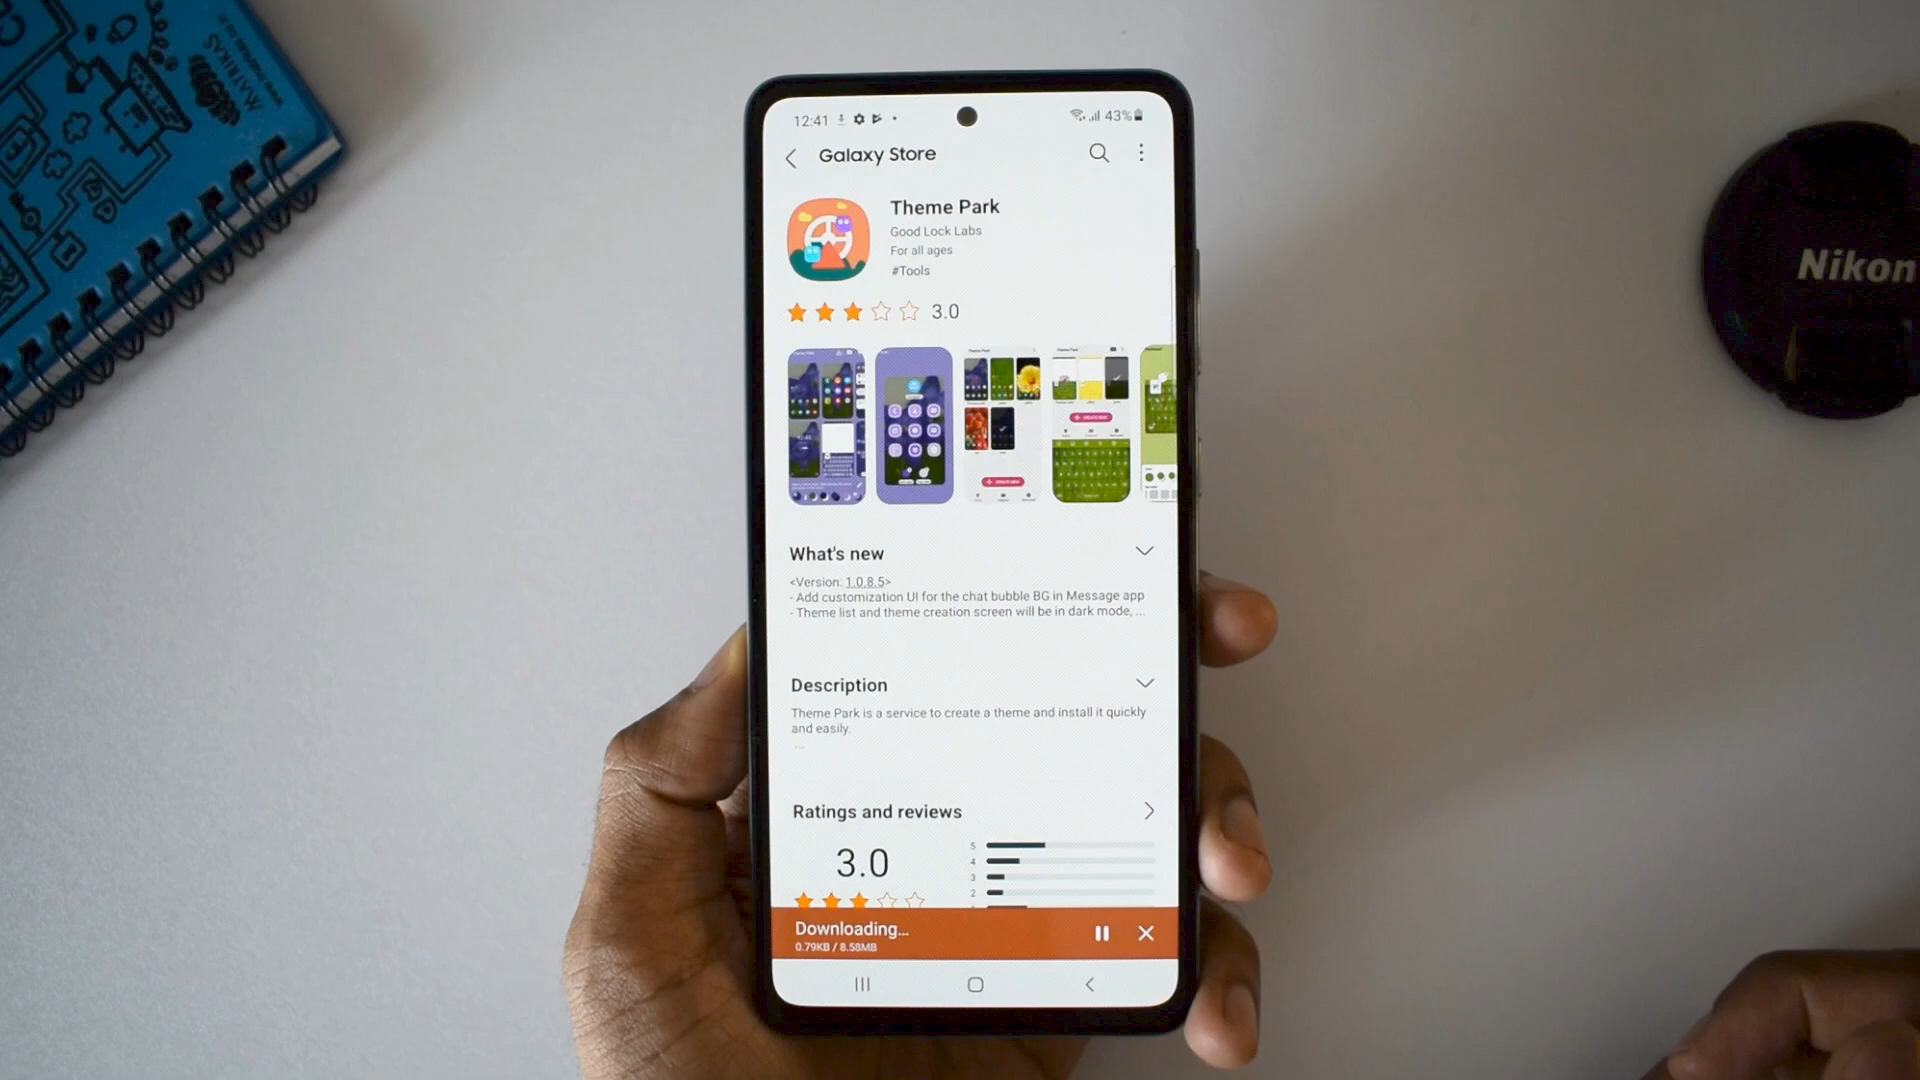 MATRIKAS
12:41
43%
Galaxy Store
Theme Park
Good Lock Labs
For all ages
#Tools
3.0
Nikon
What's new
<Version: 1.0.8.5>
- Add customization UI for the chat bubble BG in Message app
- Theme list and theme creation screen will be in dark mode, ...
Description
Theme Park is a service to create a theme and install it quickly
and easily.
...
Ratings and reviews
3.0
5
4
3
2
Downloading...
0.79KB / 8.58MB